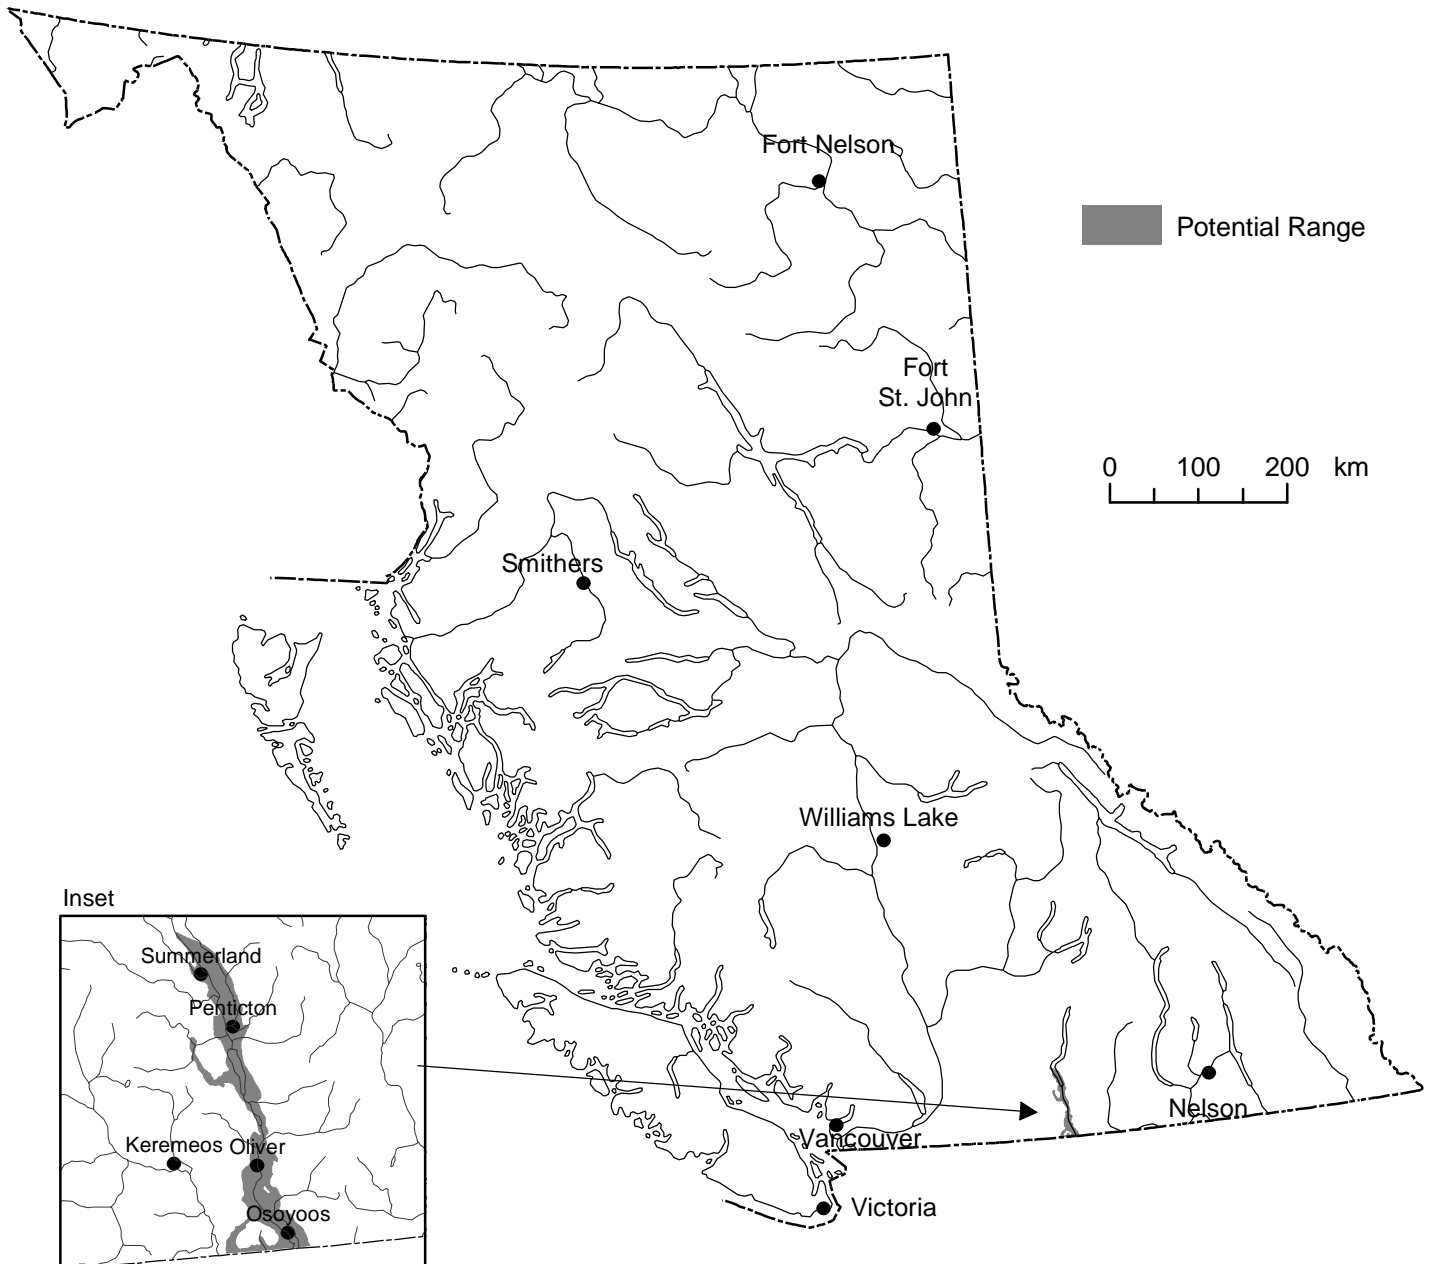 Fort Nelson
Potential Range
Fort
St. John
0 100 200 km
Smithers
Williams Lake
Inset
Summerland
Penticton
Keremeos Oliver
Osoyoos
Nelson
Vancouver
Victoria